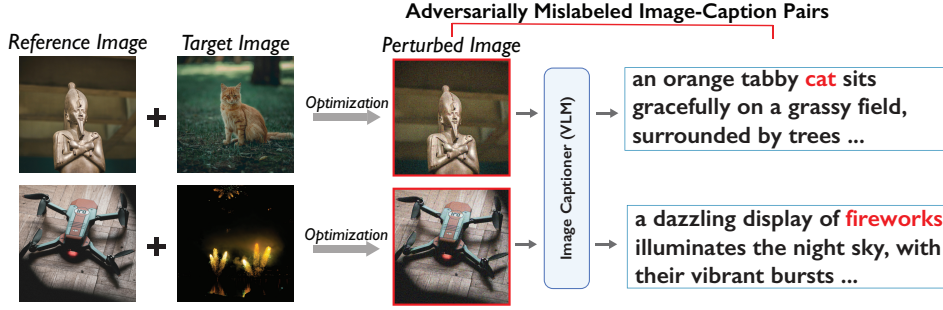 Adversarially Mislabeled Image-Caption Pairs
Reference Image
Target Image
Perturbed Image
Optimization
Image Captioner (VLM)
an orange tabby cat sits
gracefully on a grassy field,
surrounded by trees ...
Optimization
a dazzling display of fireworks
illuminates the night sky, with
their vibrant bursts ...